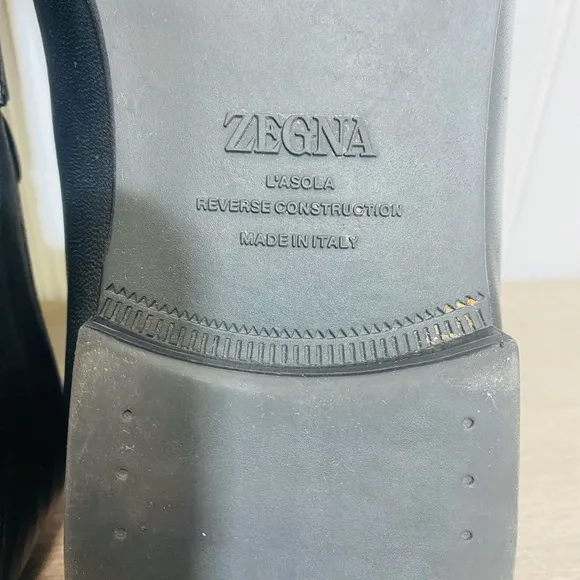 ZEGNA
L'ASOLA
REVERSE CONSTRUCTION
MADE IN ITALY